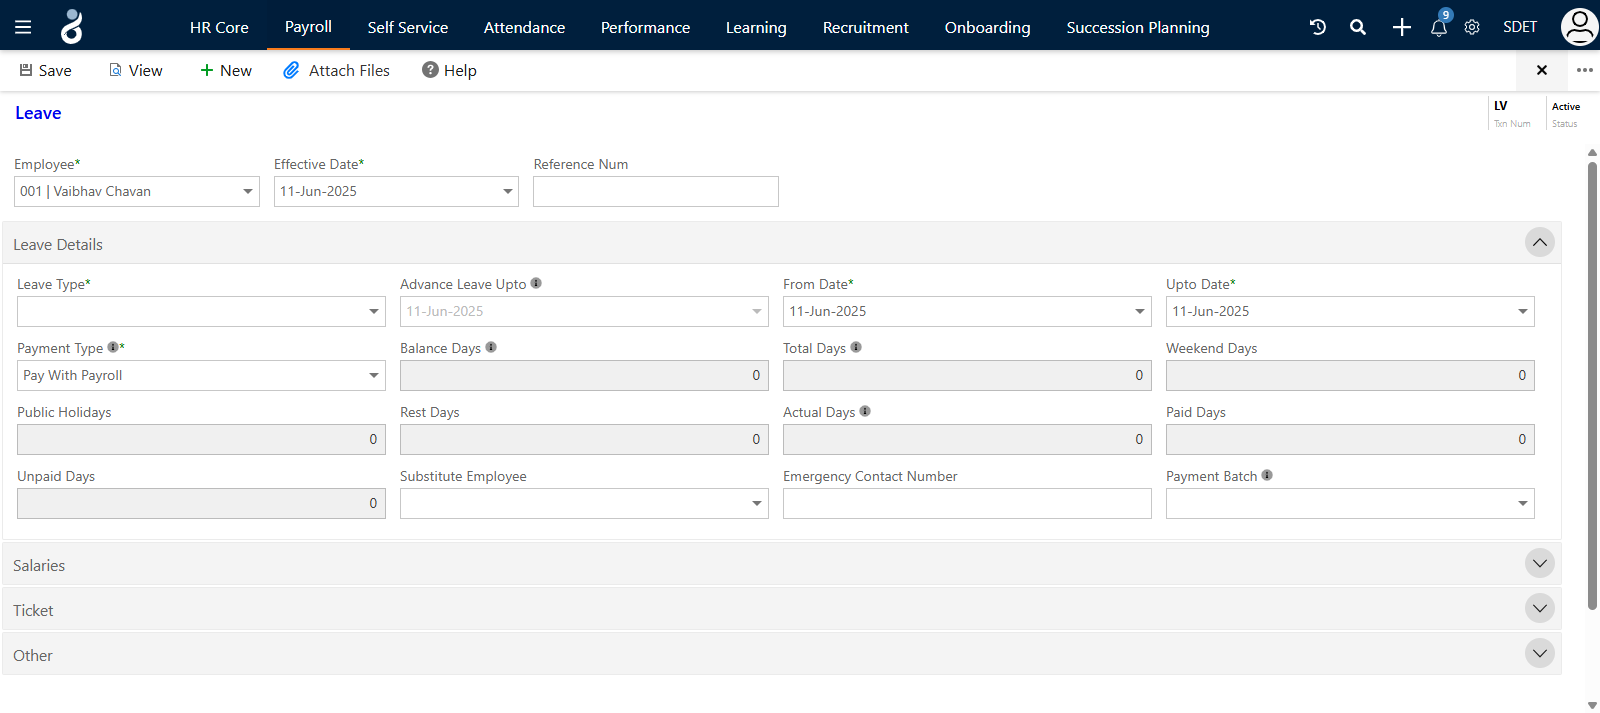 HR Core Payroll Self Service Attendance Performance Learning Recruitment Onboarding Succession Planning 9 SDET
Save View New Attach Files Help
Leave
LV Active
Txn Num Status
Employee* Effective Date* Reference Num
001 | Vaibhav Chavan 11-Jun-2025
Leave Details
Leave Type* Advance Leave Upto From Date* Upto Date*
11-Jun-2025 11-Jun-2025 11-Jun-2025
Payment Type * Balance Days Total Days Weekend Days
Pay With Payroll 0 0 0
Public Holidays Rest Days Actual Days Paid Days
0 0 0 0
Unpaid Days Substitute Employee Emergency Contact Number Payment Batch
0
Salaries
Ticket
Other